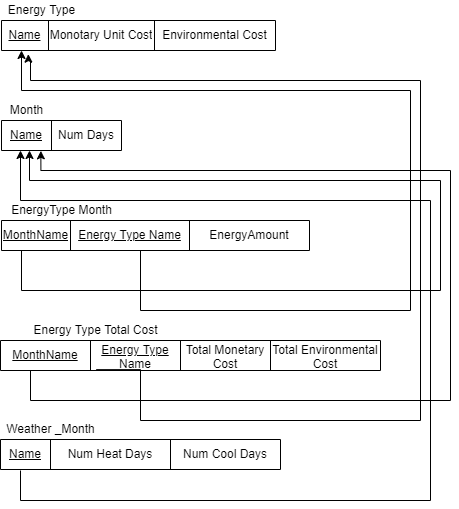 Energy Type
Name Monotary Unit Cost Environmental Cost
Month
Name Num Days
EnergyType Month
MonthName Energy Type Name EnergyAmount
Energy Type Total Cost
MonthName Energy Type Name Total Monetary Cost Total Environmental Cost
Weather _Month
Name Num Heat Days Num Cool Days